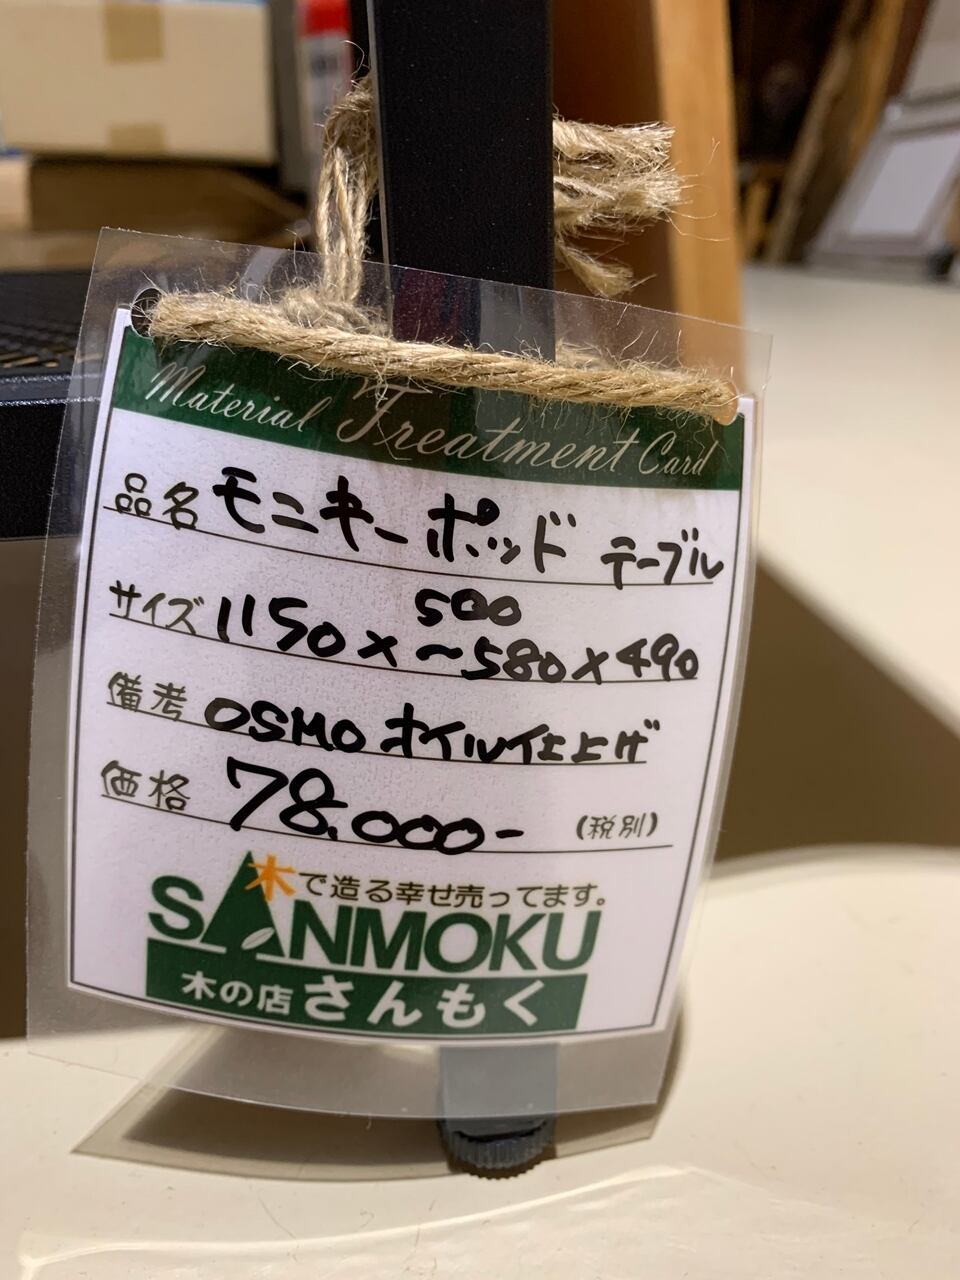 Material Treatment Card
品名 モンキーポッド テーブル
サイズ 1150×500~580×490
備考 OSMOオイル仕上げ
価格 78.000- (税別)
木で造る幸せ売ってます。
SANMOKU
木の店 さんもく